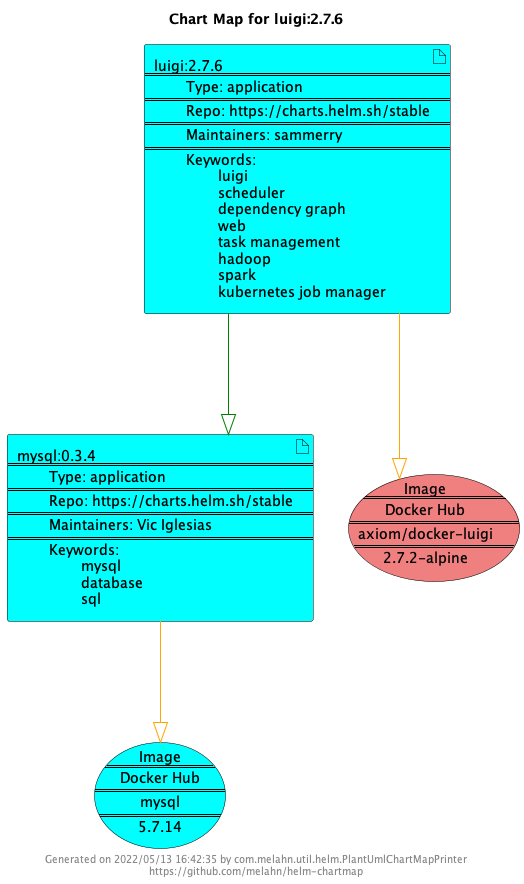 Chart Map for luigi:2.7.6
luigi:2.7.6
Type: application
Repo: https://charts.helm.sh/stable
Maintainers: sammerry
Keywords:
luigi
scheduler
dependency graph
web
task management
hadoop
spark
kubernetes job manager
mysql:0.3.4
Type: application
Repo: https://charts.helm.sh/stable
Maintainers: Vic Iglesias
Keywords:
mysql
database
sql
Image
Docker Hub
axiom/docker-luigi
2.7.2-alpine
Image
Docker Hub
mysql
5.7.14
Generated on 2022/05/13 16:42:35 by com.melahn.util.helm.PlantUmlChartMapPrinter
https://github.com/melahn/helm-chartmap